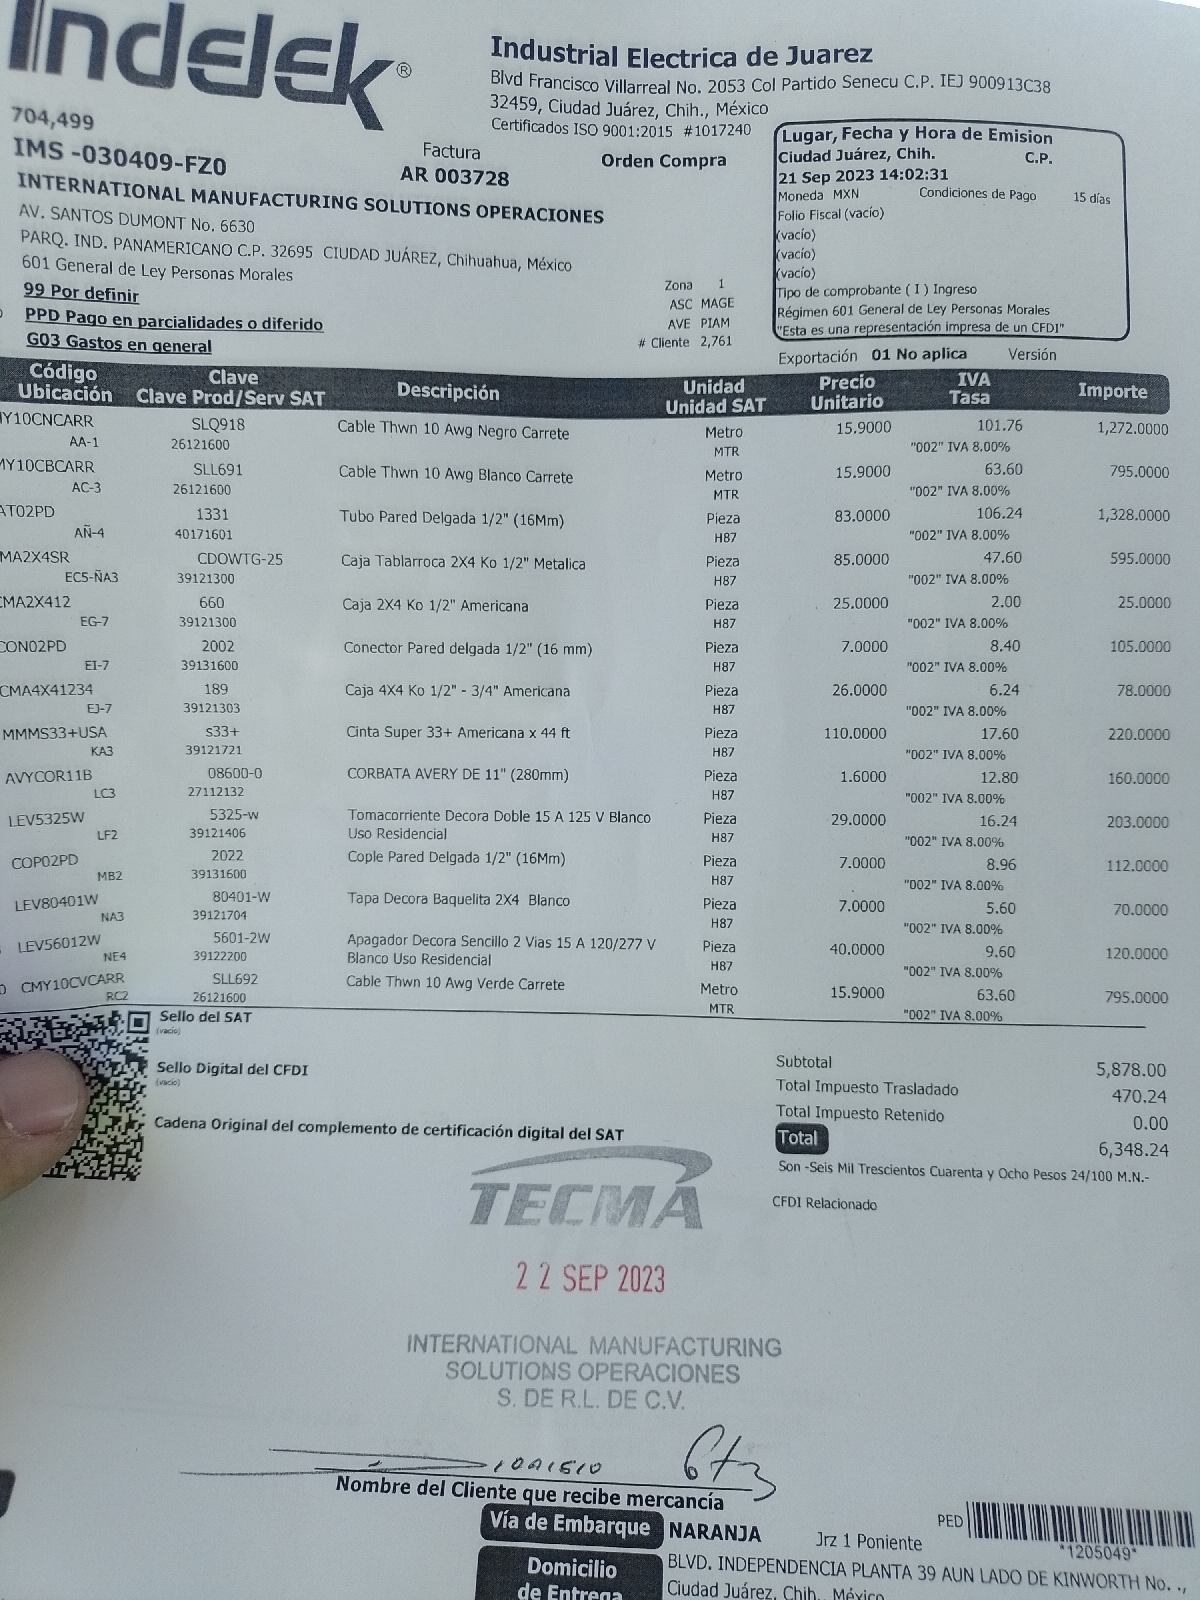 Indelek®
Industrial Electrica de Juarez
Blvd Francisco Villarreal No. 2053 Col Partido Senecu C.P. IEJ 900913C38
32459, Ciudad Juárez, Chih., México
Certificados ISO 9001:2015 #1017240
704,499
IMS -030409-FZ0
Factura
AR 003728
Orden Compra
INTERNATIONAL MANUFACTURING SOLUTIONS OPERACIONES
AV. SANTOS DUMONT No. 6630
PARQ. IND. PANAMERICANO C.P. 32695 CIUDAD JUÁREZ, Chihuahua, México
601 General de Ley Personas Morales
99 Por definir
PPD Pago en parcialidades o diferido
G03 Gastos en general
Zona 1
ASC MAGE
AVE PIAM
# Cliente 2,761
Lugar, Fecha y Hora de Emision
Ciudad Juárez, Chih. C.P.
21 Sep 2023 14:02:31
Moneda MXN Condiciones de Pago 15 días
Folio Fiscal (vacío)
(vacío)
(vacío)
(vacío)
Tipo de comprobante ( I ) Ingreso
Régimen 601 General de Ley Personas Morales
"Esta es una representación impresa de un CFDI"
Exportación 01 No aplica Versión
Código Clave Descripción Unidad Precio IVA Importe
Ubicación Clave Prod/Serv SAT Unidad SAT Unitario Tasa
MY10CNCARR SLQ918 Cable Thwn 10 Awg Negro Carrete Metro 15.9000 101.76 1,272.0000
AA-1 26121600 MTR "002" IVA 8.00%
MY10CBCARR SLL691 Cable Thwn 10 Awg Blanco Carrete Metro 15.9000 63.60 795.0000
AC-3 26121600 MTR "002" IVA 8.00%
AT02PD 1331 Tubo Pared Delgada 1/2" (16Mm) Pieza 83.0000 106.24 1,328.0000
AÑ-4 40171601 H87 "002" IVA 8.00%
MA2X4SR CDOWTG-25 Caja Tablarroca 2X4 Ko 1/2" Metalica Pieza 85.0000 47.60 595.0000
EC5-ÑA3 39121300 H87 "002" IVA 8.00%
CMA2X412 660 Caja 2X4 Ko 1/2" Americana Pieza 25.0000 2.00 25.0000
EG-7 39121300 H87 "002" IVA 8.00%
CON02PD 2002 Conector Pared delgada 1/2" (16 mm) Pieza 7.0000 8.40 105.0000
EI-7 39131600 H87 "002" IVA 8.00%
CMA4X41234 189 Caja 4X4 Ko 1/2" - 3/4" Americana Pieza 26.0000 6.24 78.0000
EJ-7 39121303 H87 "002" IVA 8.00%
MMMS33+USA s33+ Cinta Super 33+ Americana x 44 ft Pieza 110.0000 17.60 220.0000
KA3 39121721 H87 "002" IVA 8.00%
AVYCOR11B 08600-0 CORBATA AVERY DE 11" (280mm) Pieza 1.6000 12.80 160.0000
LC3 27112132 H87 "002" IVA 8.00%
LEV5325W 5325-w Tomacorriente Decora Doble 15 A 125 V Blanco Pieza 29.0000 16.24 203.0000
LF2 39121406 Uso Residencial H87 "002" IVA 8.00%
COP02PD 2022 Cople Pared Delgada 1/2" (16Mm) Pieza 7.0000 8.96 112.0000
MB2 39131600 H87 "002" IVA 8.00%
LEV80401W 80401-W Tapa Decora Baquelita 2X4 Blanco Pieza 7.0000 5.60 70.0000
NA3 39121704 H87 "002" IVA 8.00%
LEV56012W 5601-2W Apagador Decora Sencillo 2 Vias 15 A 120/277 V Pieza 40.0000 9.60 120.0000
NE4 39122200 Blanco Uso Residencial H87 "002" IVA 8.00%
0 CMY10CVCARR SLL692 Cable Thwn 10 Awg Verde Carrete Metro 15.9000 63.60 795.0000
RC2 26121600 MTR "002" IVA 8.00%
Sello del SAT
(vacío)
Sello Digital del CFDI
(vacío)
Cadena Original del complemento de certificación digital del SAT
Subtotal 5,878.00
Total Impuesto Trasladado 470.24
Total Impuesto Retenido 0.00
Total 6,348.24
Son -Seis Mil Trescientos Cuarenta y Ocho Pesos 24/100 M.N.-
CFDI Relacionado
TECMA
22 SEP 2023
INTERNATIONAL MANUFACTURING
SOLUTIONS OPERACIONES
S. DE R.L. DE C.V.
Nombre del Cliente que recibe mercancía
Vía de Embarque NARANJA Jrz 1 Poniente PED
*1205049*
Domicilio BLVD. INDEPENDENCIA PLANTA 39 AUN LADO DE KINWORTH No. .,
de Entrega Ciudad Juárez, Chih., México